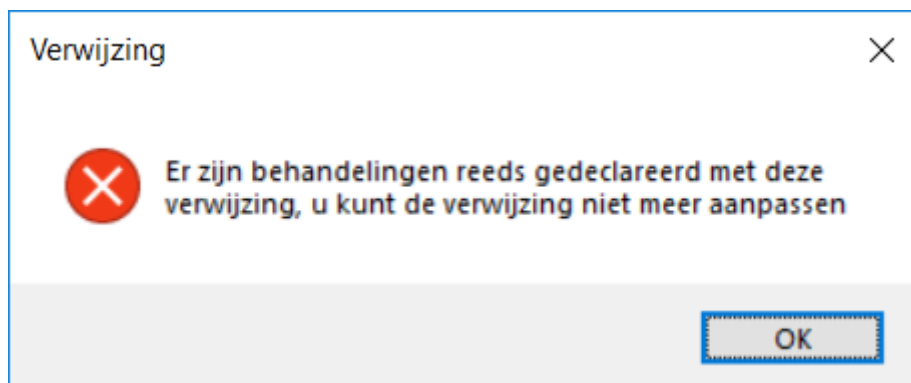 Verwijzing
Er zijn behandelingen reeds gedeclareerd met deze
verwijzing, u kunt de verwijzing niet meer aanpassen
OK